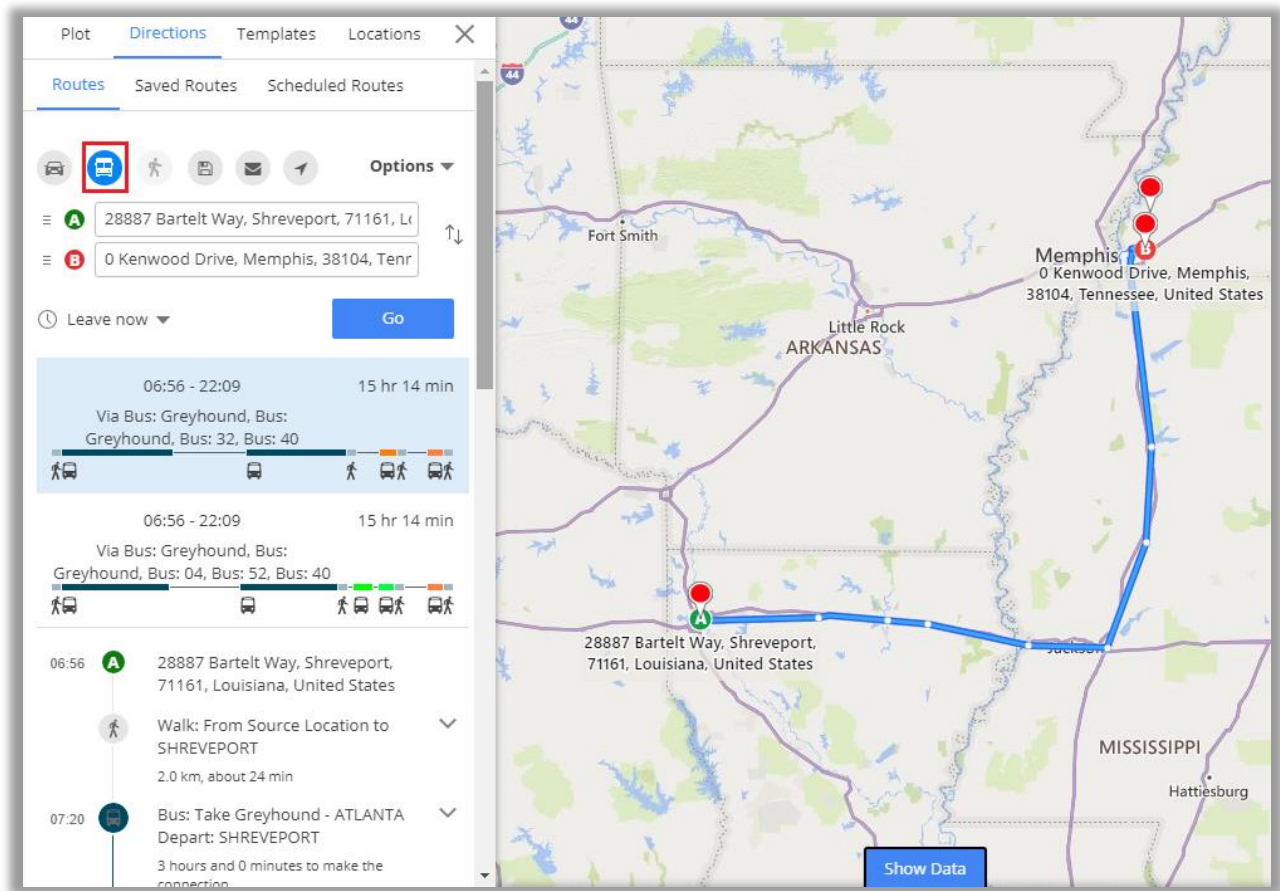 Plot Directions Templates Locations
Routes Saved Routes Scheduled Routes
Options
A 28887 Bartelt Way, Shreveport, 71161, L
B 0 Kenwood Drive, Memphis, 38104, Tenr
Leave now Go
06:56 - 22:09 15 hr 14 min
Via Bus: Greyhound, Bus:
Greyhound, Bus: 32, Bus: 40
06:56 - 22:09 15 hr 14 min
Via Bus: Greyhound, Bus:
Greyhound, Bus: 04, Bus: 52, Bus: 40
06:56 A 28887 Bartelt Way, Shreveport,
71161, Louisiana, United States
Walk: From Source Location to
SHREVEPORT
2.0 km, about 24 min
07:20 Bus: Take Greyhound - ATLANTA
Depart: SHREVEPORT
3 hours and 0 minutes to make the
connection
44
44
Fort Smith
Memphis
B
0 Kenwood Drive, Memphis,
38104, Tennessee, United States
Little Rock
ARKANSAS
A
28887 Bartelt Way, Shreveport,
71161, Louisiana, United States
Jackson
MISSISSIPPI
Hattiesburg
Show Data